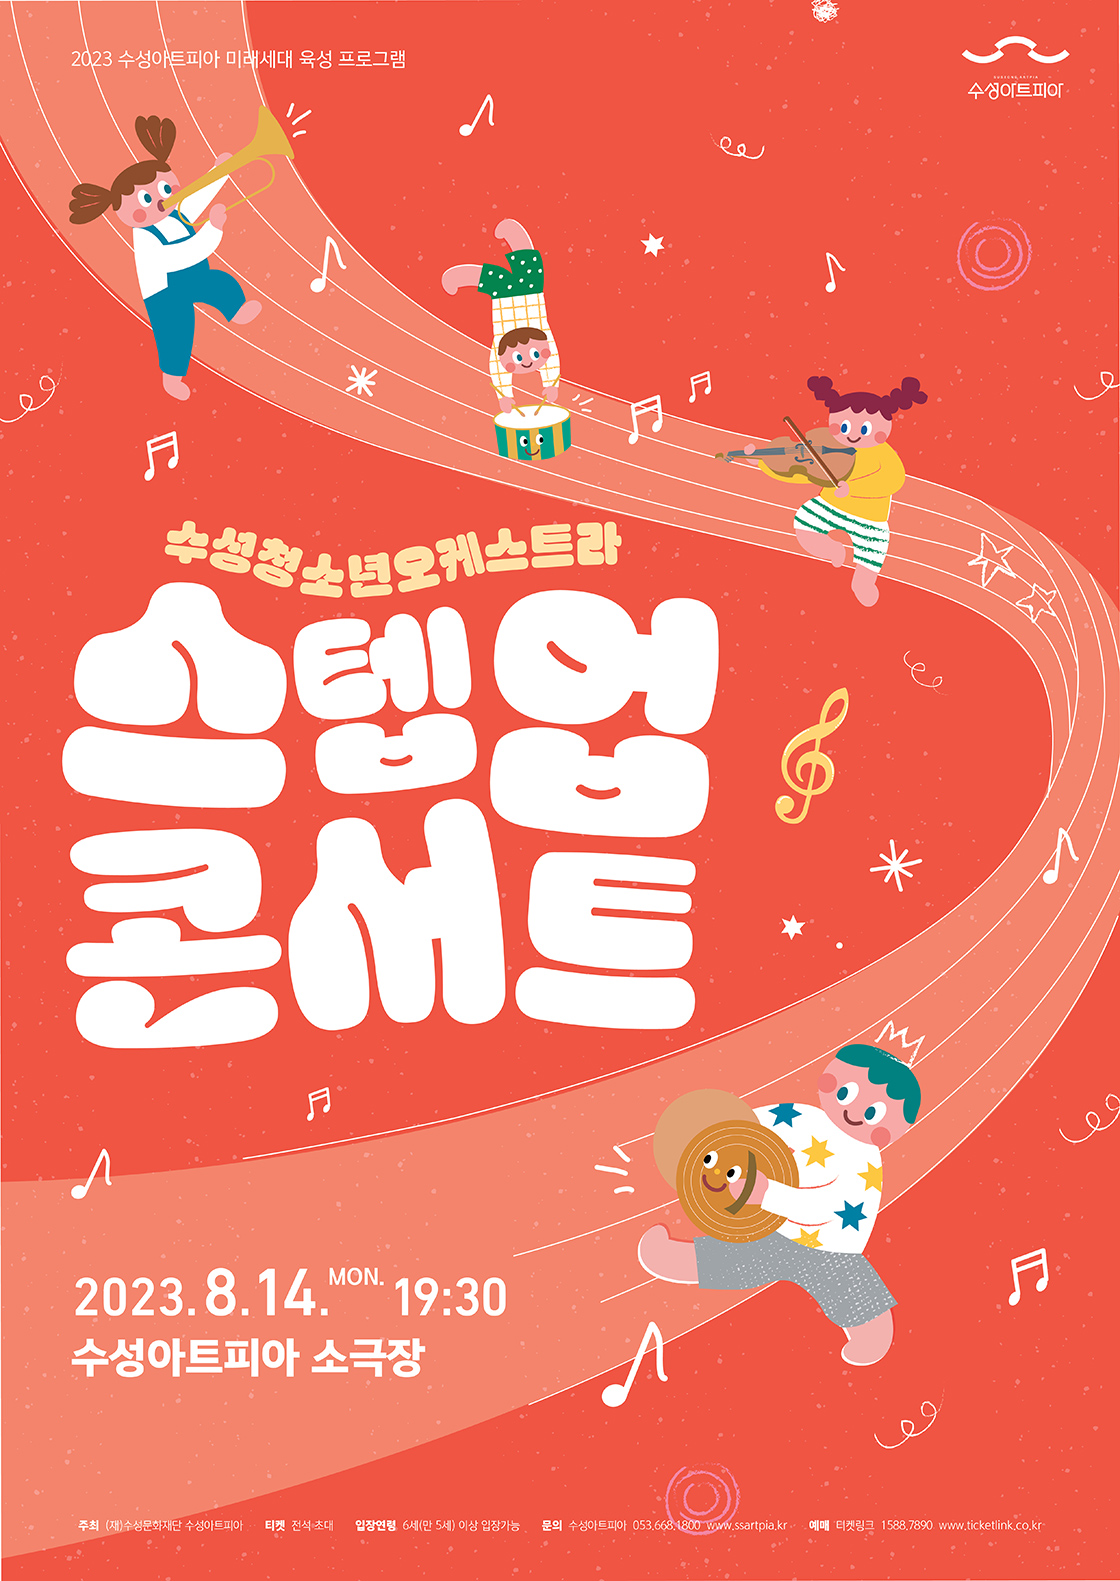 2023 수성아트피아 미래세대 육성 프로그램
SUSEONG ARTPIA
수성아트피아
수성청소년오케스트라
스텝업
콘서트
2023.8.14. MON. 19:30
수성아트피아 소극장
주최 (재)수성문화재단 수성아트피아 티켓 전석 초대 입장연령 6세(만 5세) 이상 입장가능 문의 수성아트피아 053.668.1800 www.ssartpia.kr 예매 티켓링크 1588.7890 www.ticketlink.co.kr